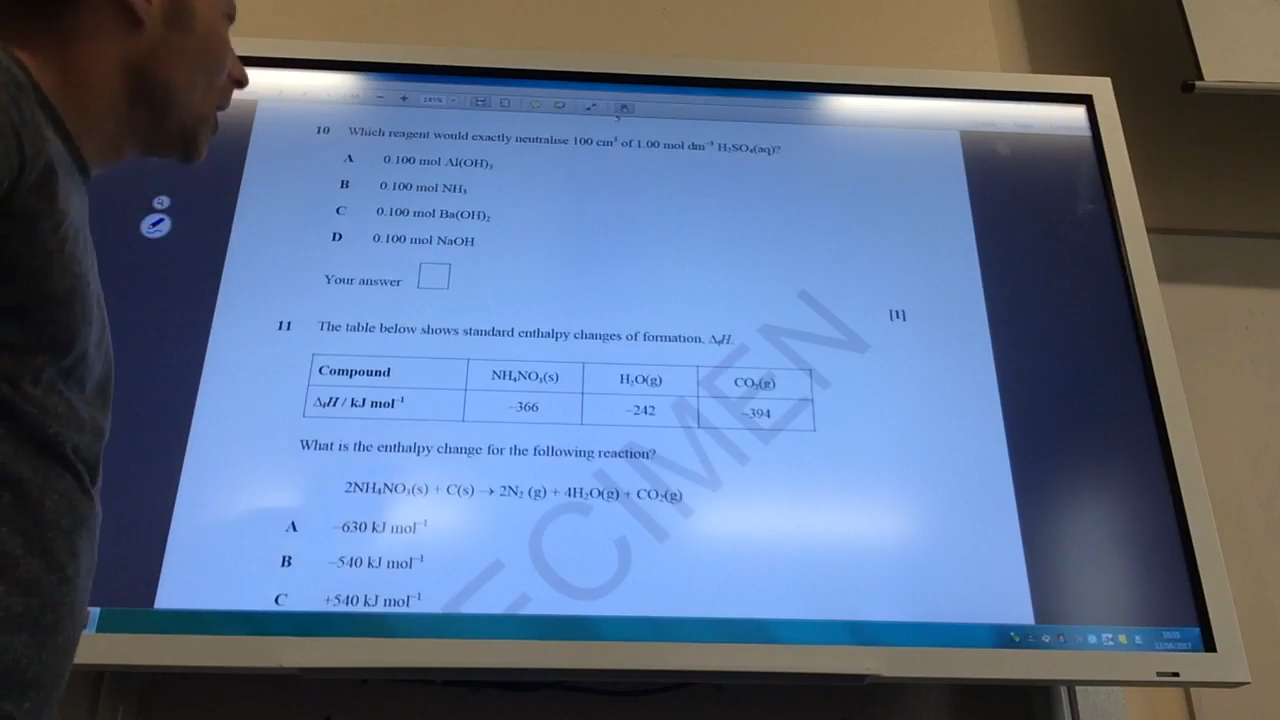 145%
5
10 Which reagent would exactly neutralise 100 cm³ of 1.00 mol dm⁻³ H₂SO₄(aq)?
A 0.100 mol Al(OH)₃
B 0.100 mol NH₃
C 0.100 mol Ba(OH)₂
D 0.100 mol NaOH
Your answer
[1]
11 The table below shows standard enthalpy changes of formation, ΔfH.
Compound NH₄NO₃(s) H₂O(g) CO₂(g)
ΔfH / kJ mol⁻¹ –366 –242 –394
What is the enthalpy change for the following reaction?
2NH₄NO₃(s) + C(s) → 2N₂ (g) + 4H₂O(g) + CO₂(g)
A –630 kJ mol⁻¹
B –540 kJ mol⁻¹
C +540 kJ mol⁻¹
ECIMEN